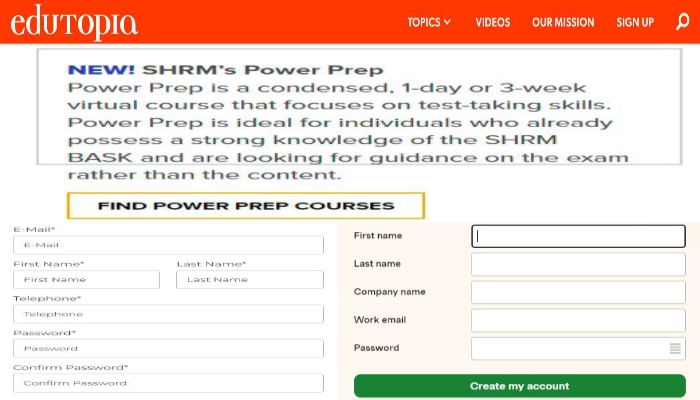 edutopia
TOPICS VIDEOS OUR MISSION SIGN UP
NEW! SHRM's Power Prep
Power Prep is a condensed, 1-day or 3-week
virtual course that focuses on test-taking skills.
Power Prep is ideal for individuals who already
possess a strong knowledge of the SHRM
BASK and are looking for guidance on the exam
rather than the content.
FIND POWER PREP COURSES
E-Mail*
E-Mail
First Name* Last Name*
First Name Last Name
Telephone*
Telephone
Password*
Password
Confirm Password*
Confirm Password
First name
Last name
Company name
Work email
Password
Create my account